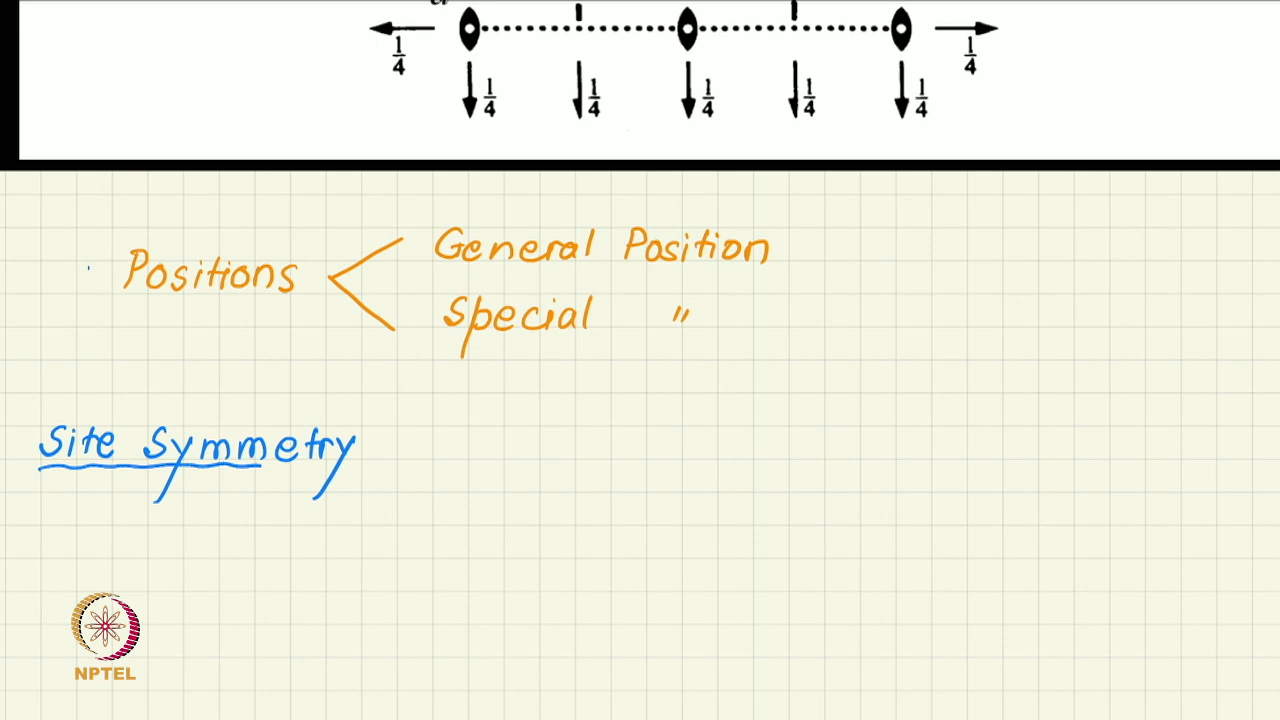 1/4 1/4
1/4 1/4 1/4 1/4 1/4
Positions
General Position
Special "
Site Symmetry
NPTEL